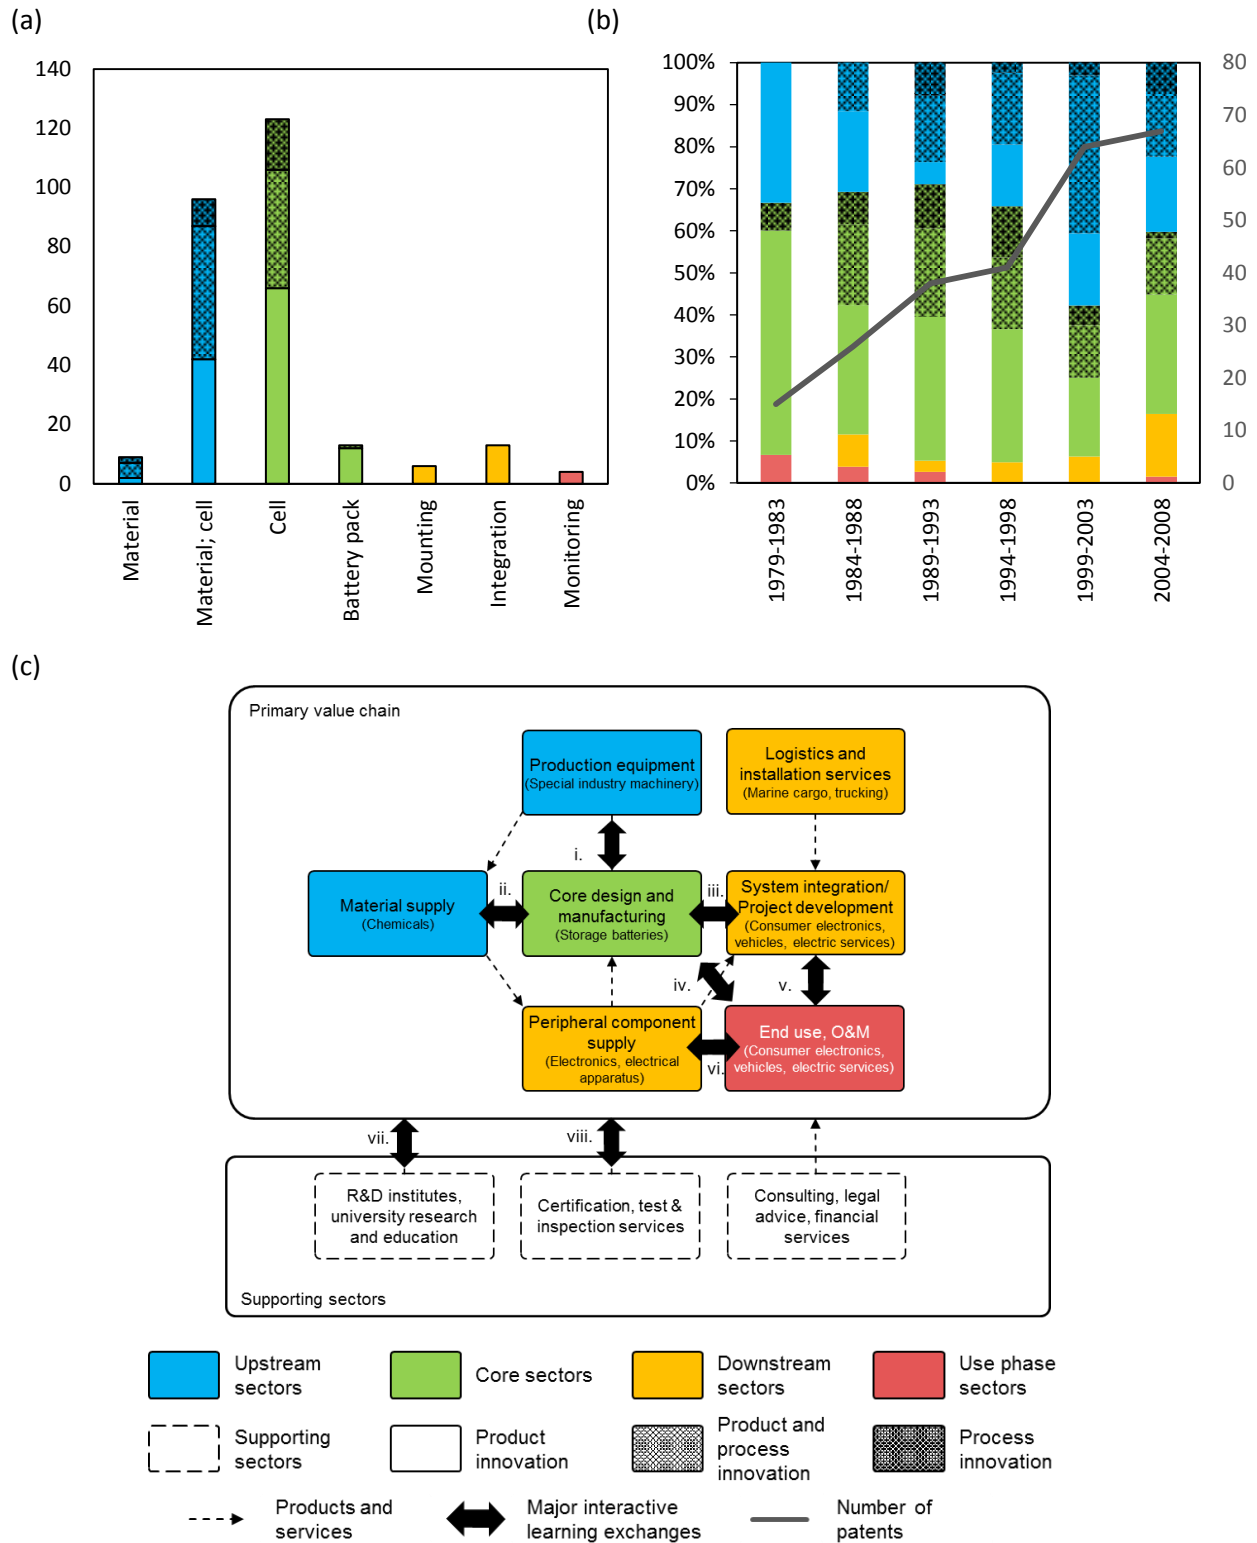 (a)
140
120
100
80
60
40
20
0
Material
Material; cell
Cell
Battery pack
Mounting
Integration
Monitoring
(b)
100%
90%
80%
70%
60%
50%
40%
30%
20%
10%
0%
80
70
60
50
40
30
20
10
0
1979-1983
1984-1988
1989-1993
1994-1998
1999-2003
2004-2008
(c)
Primary value chain
Production equipment
(Special industry machinery)
Logistics and
installation services
(Marine cargo, trucking)
i.
Material supply
(Chemicals)
ii.
Core design and
manufacturing
(Storage batteries)
iii.
System integration/
Project development
(Consumer electronics,
vehicles, electric services)
iv.
v.
Peripheral component
supply
(Electronics, electrical
apparatus)
vi.
End use, O&M
(Consumer electronics,
vehicles, electric services)
vii.
viii.
R&D institutes,
university research
and education
Certification, test &
inspection services
Consulting, legal
advice, financial
services
Supporting sectors
Upstream
sectors
Core sectors
Downstream
sectors
Use phase
sectors
Supporting
sectors
Product
innovation
Product and
process
innovation
Process
innovation
Products and
services
Major interactive
learning exchanges
Number of
patents